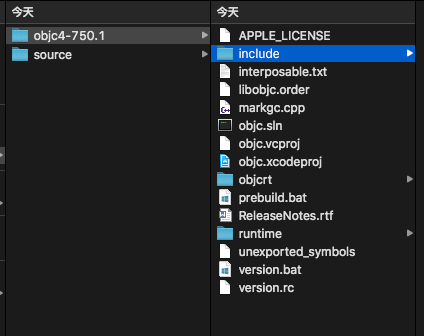 今天
objc4-750.1
source
今天
APPLE_LICENSE
include
interposable.txt
libobjc.order
markgc.cpp
objc.sln
objc.vcproj
objc.xcodeproj
objcrt
prebuild.bat
ReleaseNotes.rtf
runtime
unexported_symbols
version.bat
version.rc